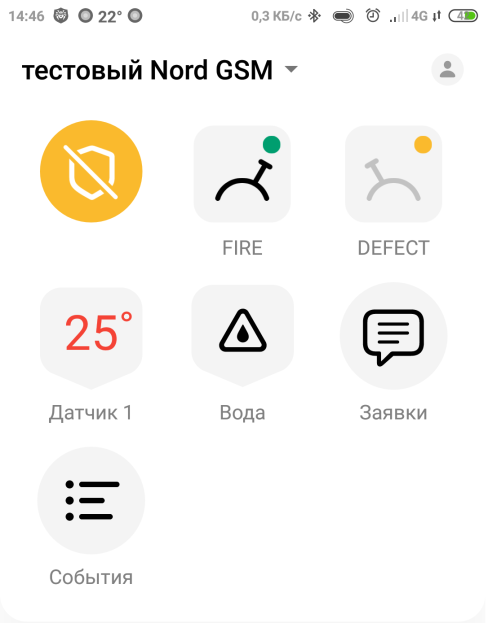 14:46 22° 0,3 КБ/с 4G
тестовый Nord GSM
FIRE DEFECT
25°
Датчик 1 Вода Заявки
События